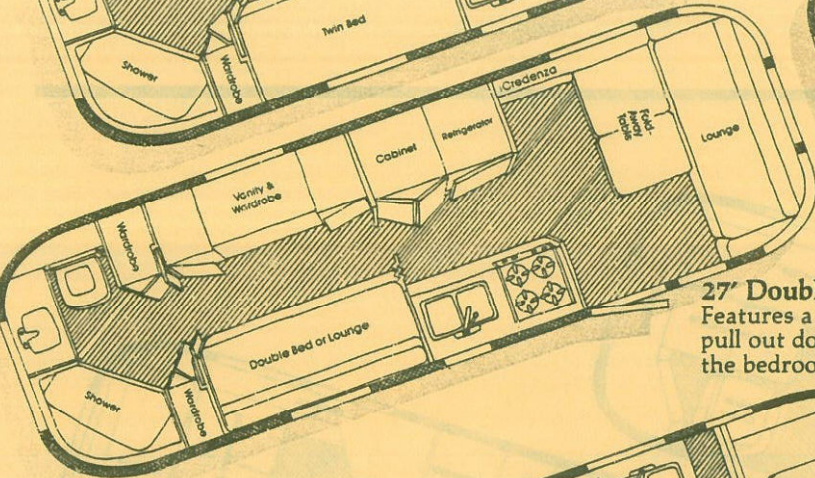 Twin Bed
Shower
Wardrobe
Credenza
Fold-
Away
Table
Lounge
Refrigerator
Cabinet
Vanity &
Wardrobe
Wardrobe
Double Bed or Lounge
Shower
Wardrobe
27′ Doubl
Features a
pull out do
the bedroo